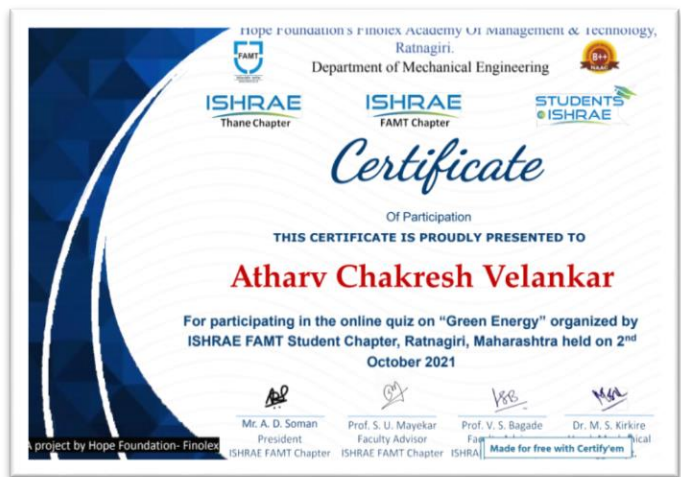 Hope Foundation's Finolex Academy Of Management & Technology,
Ratnagiri.
FAMT
B++
NAAC
Department of Mechanical Engineering
ISHRAE
Thane Chapter
ISHRAE
FAMT Chapter
STUDENTS
@ISHRAE
Certificate
Of Participation
THIS CERTIFICATE IS PROUDLY PRESENTED TO
Atharv Chakresh Velankar
For participating in the online quiz on “Green Energy” organized by
ISHRAE FAMT Student Chapter, Ratnagiri, Maharashtra held on 2nd
October 2021
Mr. A. D. Soman
President
ISHRAE FAMT Chapter
Prof. S. U. Mayekar
Faculty Advisor
ISHRAE FAMT Chapter
Prof. V. S. Bagade
ISHRA
Dr. M. S. Kirkire
A project by Hope Foundation- Finolex
Made for free with Certify'em